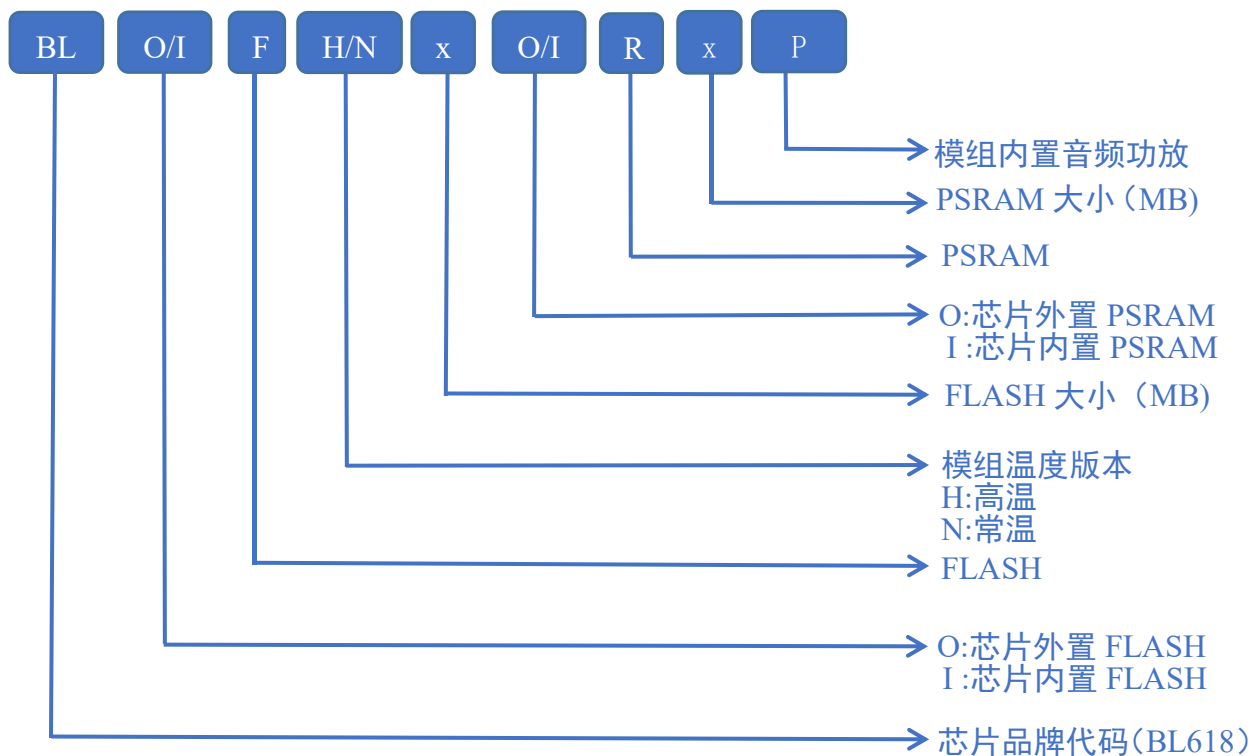 BL O/I F H/N x O/I R x P
模组内置音频功放
PSRAM 大小（MB)
PSRAM
O:芯片外置 PSRAM
I :芯片内置 PSRAM
FLASH 大小（MB)
模组温度版本
H:高温
N:常温
FLASH
O:芯片外置 FLASH
I :芯片内置 FLASH
芯片品牌代码(BL618）